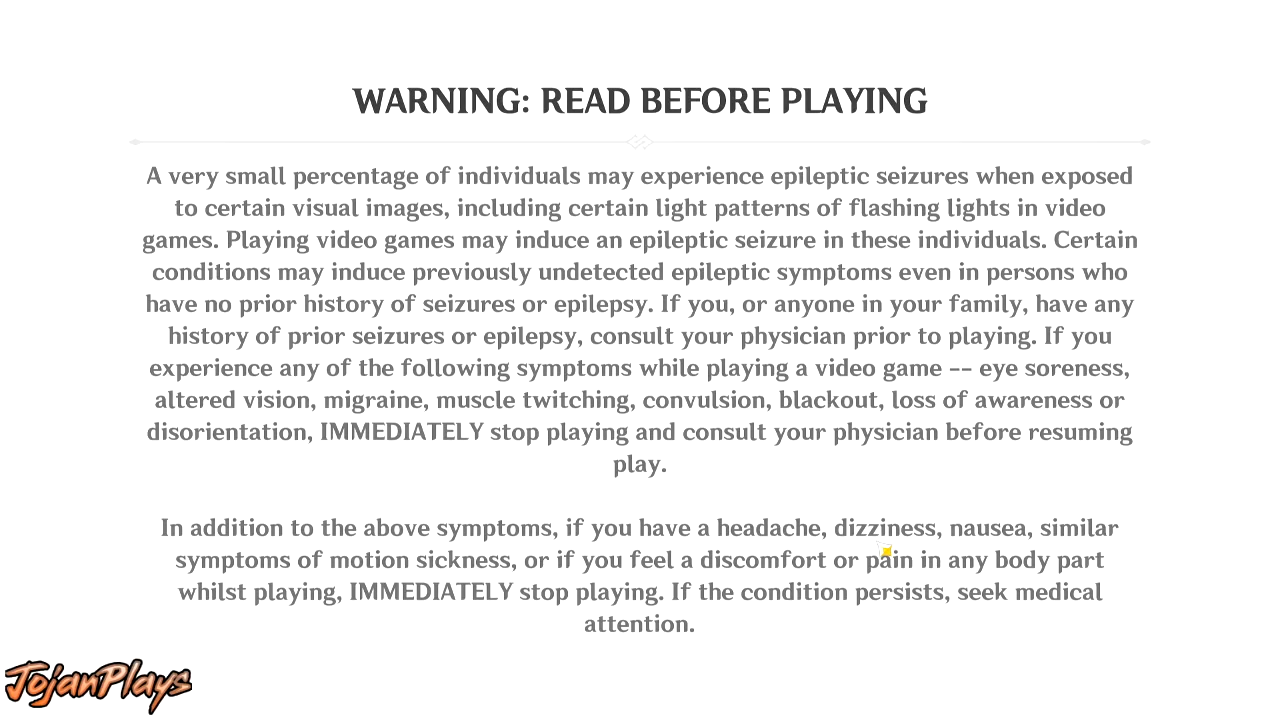 WARNING: READ BEFORE PLAYING
A very small percentage of individuals may experience epileptic seizures when exposed
to certain visual images, including certain light patterns of flashing lights in video
games. Playing video games may induce an epileptic seizure in these individuals. Certain
conditions may induce previously undetected epileptic symptoms even in persons who
have no prior history of seizures or epilepsy. If you, or anyone in your family, have any
history of prior seizures or epilepsy, consult your physician prior to playing. If you
experience any of the following symptoms while playing a video game -- eye soreness,
altered vision, migraine, muscle twitching, convulsion, blackout, loss of awareness or
disorientation, IMMEDIATELY stop playing and consult your physician before resuming
play.
In addition to the above symptoms, if you have a headache, dizziness, nausea, similar
symptoms of motion sickness, or if you feel a discomfort or pain in any body part
whilst playing, IMMEDIATELY stop playing. If the condition persists, seek medical
attention.
JojanPlays